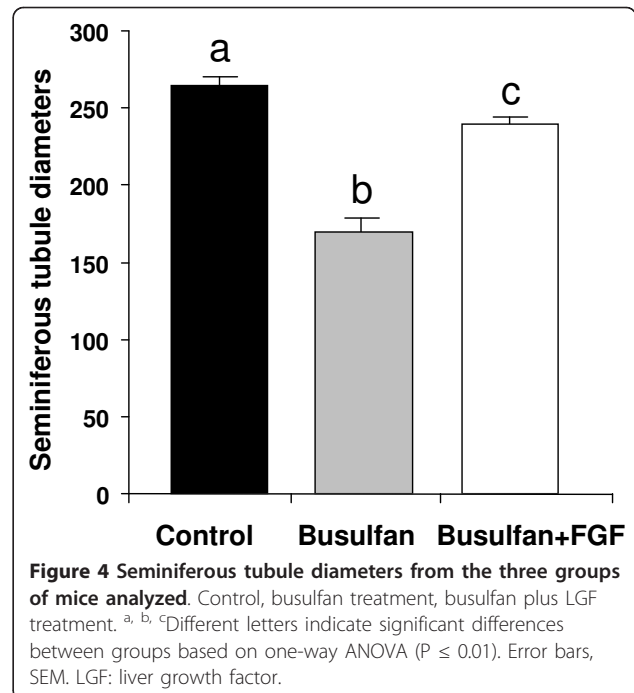 300
250
200
150
100
50
0
Seminiferous tubule diameters
a
b
c
Control Busulfan Busulfan+FGF
Figure 4 Seminiferous tubule diameters from the three groups
of mice analyzed. Control, busulfan treatment, busulfan plus LGF
treatment. a, b, cDifferent letters indicate significant differences
between groups based on one-way ANOVA (P ≤ 0.01). Error bars,
SEM. LGF: liver growth factor.